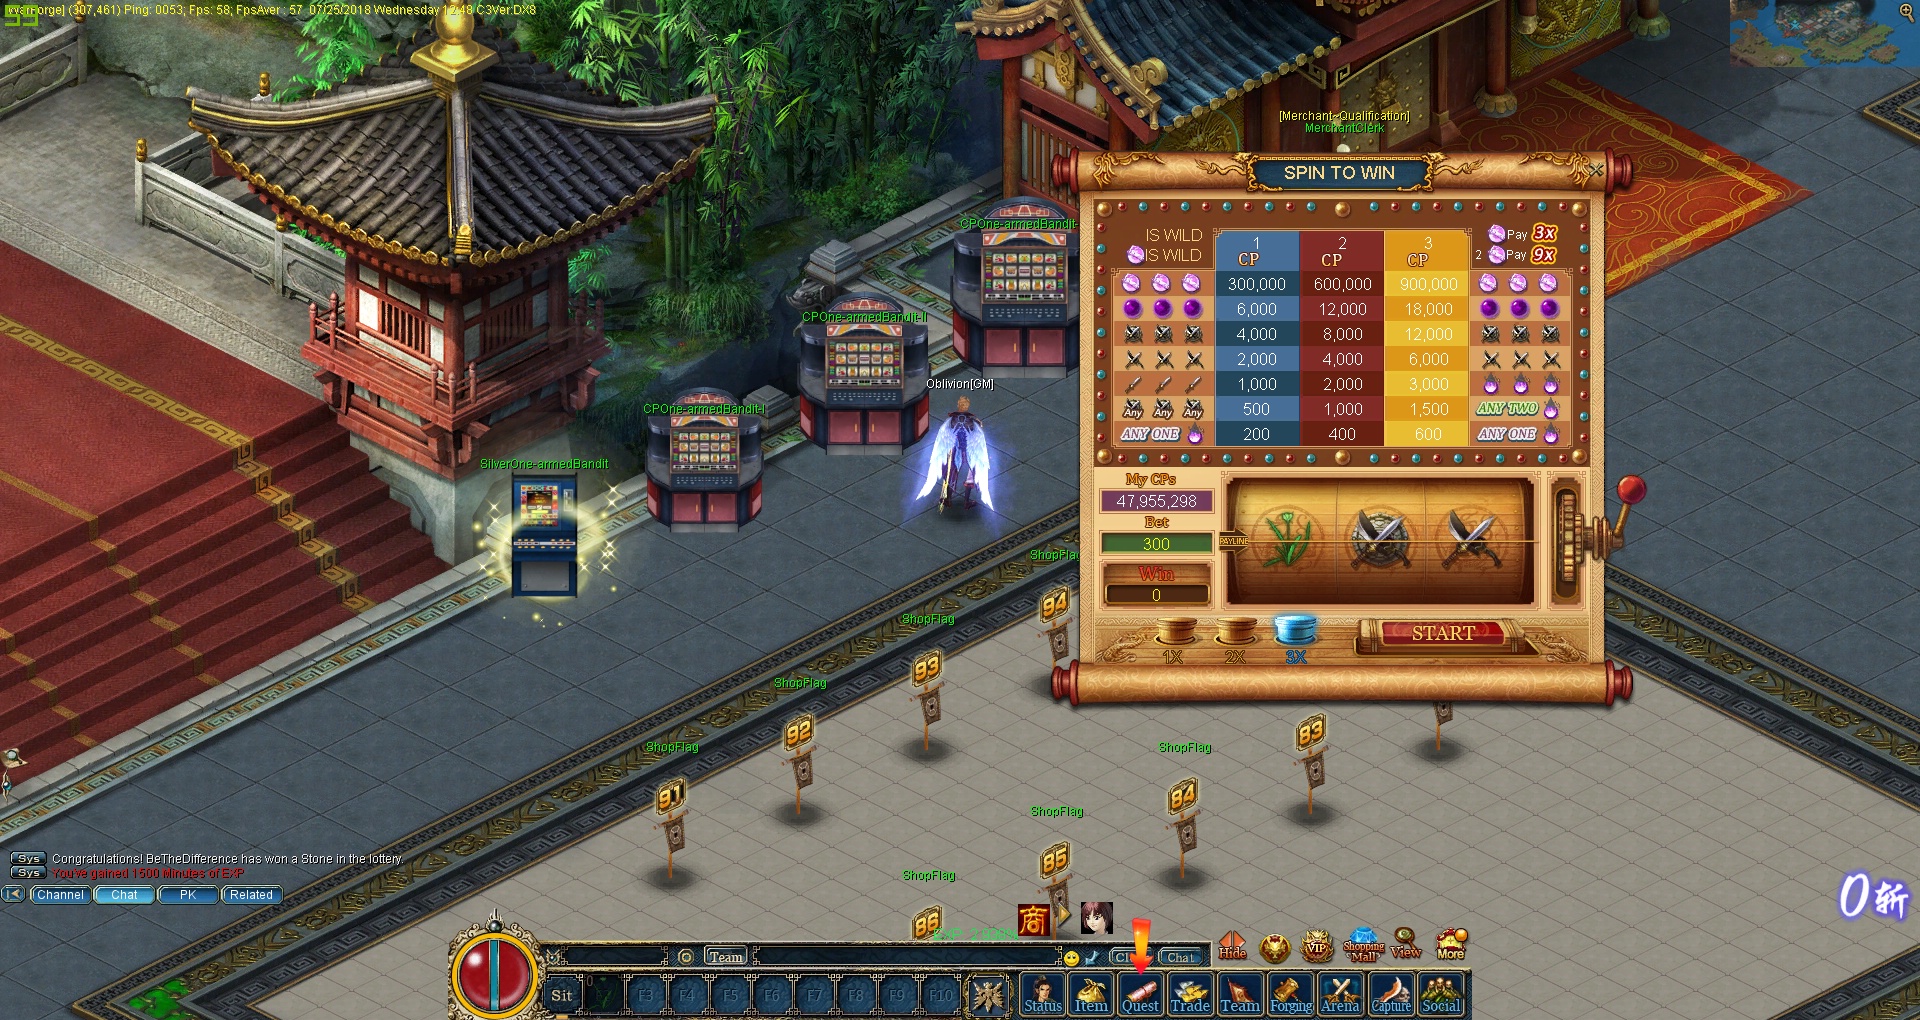 Forge] (307,461) Ping: 0053; Fps: 58; FpsAver : 57 07/25/2018 Wednesday C3Ver:DX8
[Merchant~Qualification]
MerchantClerk
CPOne-armedBandit-
CPOne-armedBandit-II
Oblivion[GM]
CPOne-armedBandit-I
SilverOne-armedBandit
SPIN TO WIN
IS WILD
IS WILD
1 CP
2 CP
3 CP
Pay 3X
2 Pay 9X
300,000 600,000 900,000
6,000 12,000 18,000
4,000 8,000 12,000
2,000 4,000 6,000
1,000 2,000 3,000
Any Any Any 500 1,000 1,500 ANY TWO
ANY ONE 200 400 600 ANY ONE
My CPs
47,955,298
Bet
300
PAYLINE
Win
0
1X 2X 3X
START
ShopFlag
94
ShopFlag
93
ShopFlag
92
ShopFlag
91
ShopFlag
83
84
ShopFlag
85
ShopFlag
86
Sys Congratulations! BeTheDifference has won a Stone in the lottery.
Sys You've gained 1500 Minutes of EXP
Channel Chat PK Related
0斩
商
Team
Chat
Hide
VIP
Shopping Mall
View
More
Sit F3 F4 F5 F6 F7 F8 F9 F10
Status Item Quest Trade Team Forging Arena Capture Social